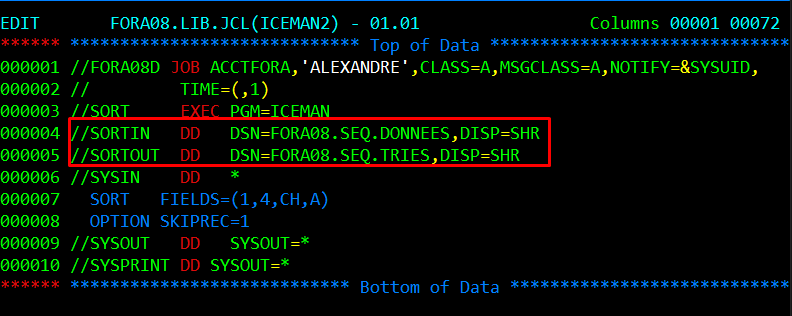 EDIT       FORA08.LIB.JCL(ICEMAN2) - 01.01                 Columns 00001 00072
****** ***************************** Top of Data ******************************
000001 //FORA08D JOB ACCTFORA,'ALEXANDRE',CLASS=A,MSGCLASS=A,NOTIFY=&SYSUID,
000002 //         TIME=(,1)
000003 //SORT    EXEC PGM=ICEMAN
000004 //SORTIN  DD   DSN=FORA08.SEQ.DONNEES,DISP=SHR
000005 //SORTOUT DD   DSN=FORA08.SEQ.TRIES,DISP=SHR
000006 //SYSIN   DD   *
000007   SORT   FIELDS=(1,4,CH,A)
000008   OPTION SKIPREC=1
000009 //SYSOUT  DD   SYSOUT=*
000010 //SYSPRINT DD SYSOUT=*
****** **************************** Bottom of Data ****************************